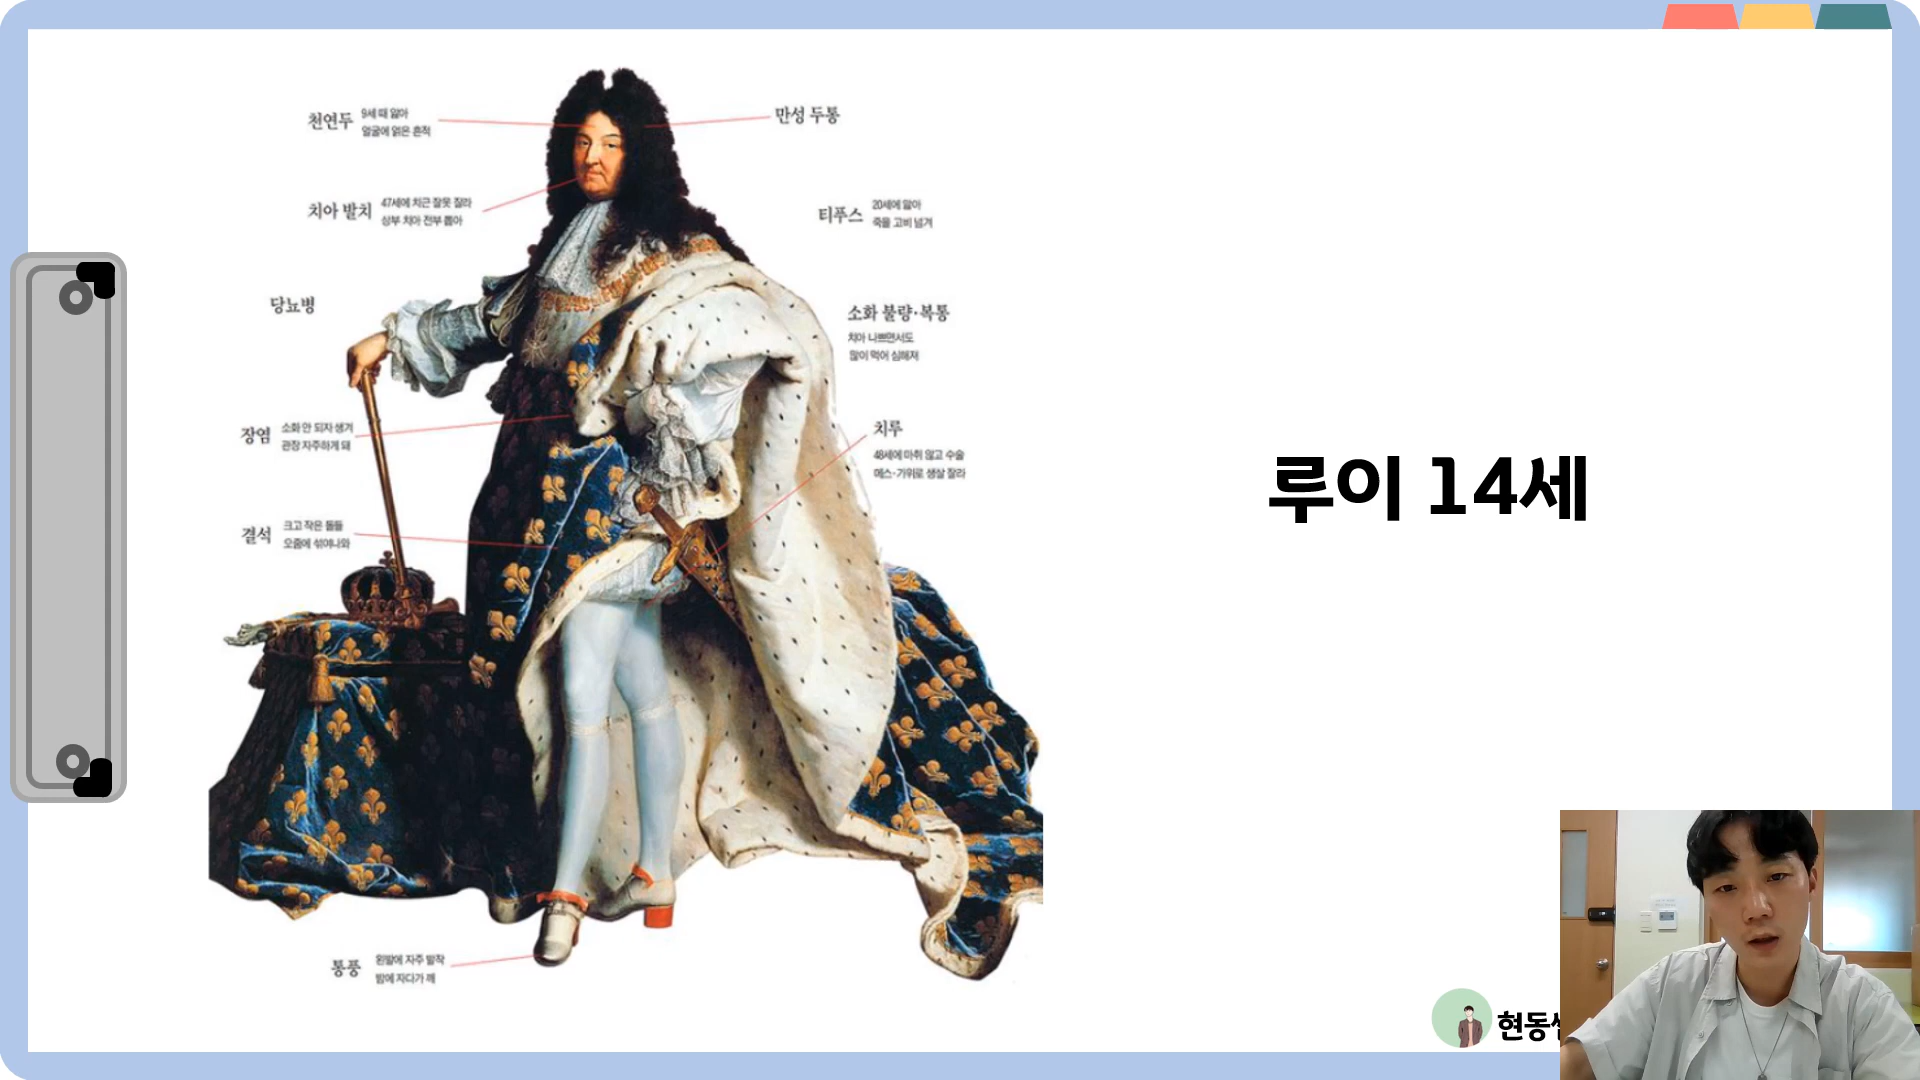 천연두
9세 때 앓아
얼굴에 얽은 흔적
만성 두통
치아 발치
47세에 치근 잘못 잘라
상부 치아 전부 뽑아
티푸스
20세에 앓아
죽을 고비 넘겨
당뇨병
소화 불량·복통
치아 나쁘면서도
많이 먹어 심해져
장염
소화 안 되자 생겨
관장 자주하게 돼
치루
48세에 마취 않고 수술
메스·가위로 생살 잘라
결석
크고 작은 돌들
오줌에 섞여나와
루이 14세
통풍
왼발에 자주 발작
밤에 자다가 깨
현동